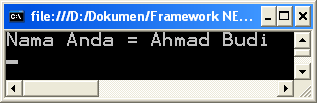 file:///D:/Dokumen/Framework NE...
Nama Anda = Ahmad Budi